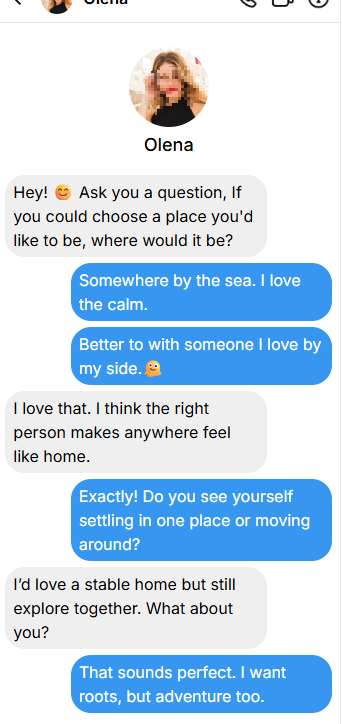 Olena
Olena
Hey! 😊 Ask you a question, If
you could choose a place you'd
like to be, where would it be?
Somewhere by the sea. I love
the calm.
Better to with someone I love by
my side.🫠
I love that. I think the right
person makes anywhere feel
like home.
Exactly! Do you see yourself
settling in one place or moving
around?
I’d love a stable home but still
explore together. What about
you?
That sounds perfect. I want
roots, but adventure too.